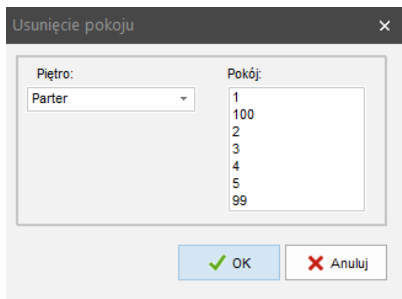 Usunięcie pokoju
Piętro:
Parter
Pokój:
1
100
2
3
4
5
99
OK
Anuluj